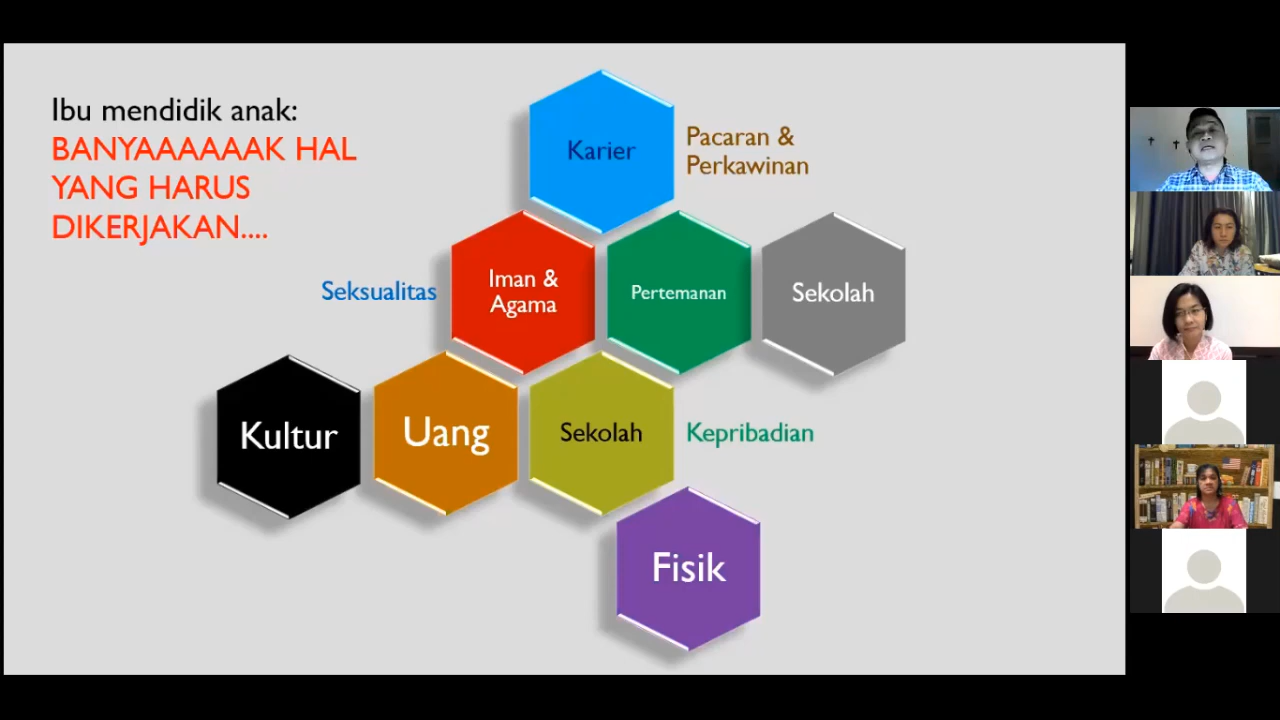 Ibu mendidik anak:
BANYAAAAAAK HAL
YANG HARUS
DIKERJAKAN....
Karier
Pacaran &
Perkawinan
Seksualitas
Iman &
Agama
Pertemanan
Sekolah
Kultur
Uang
Sekolah
Kepribadian
Fisik